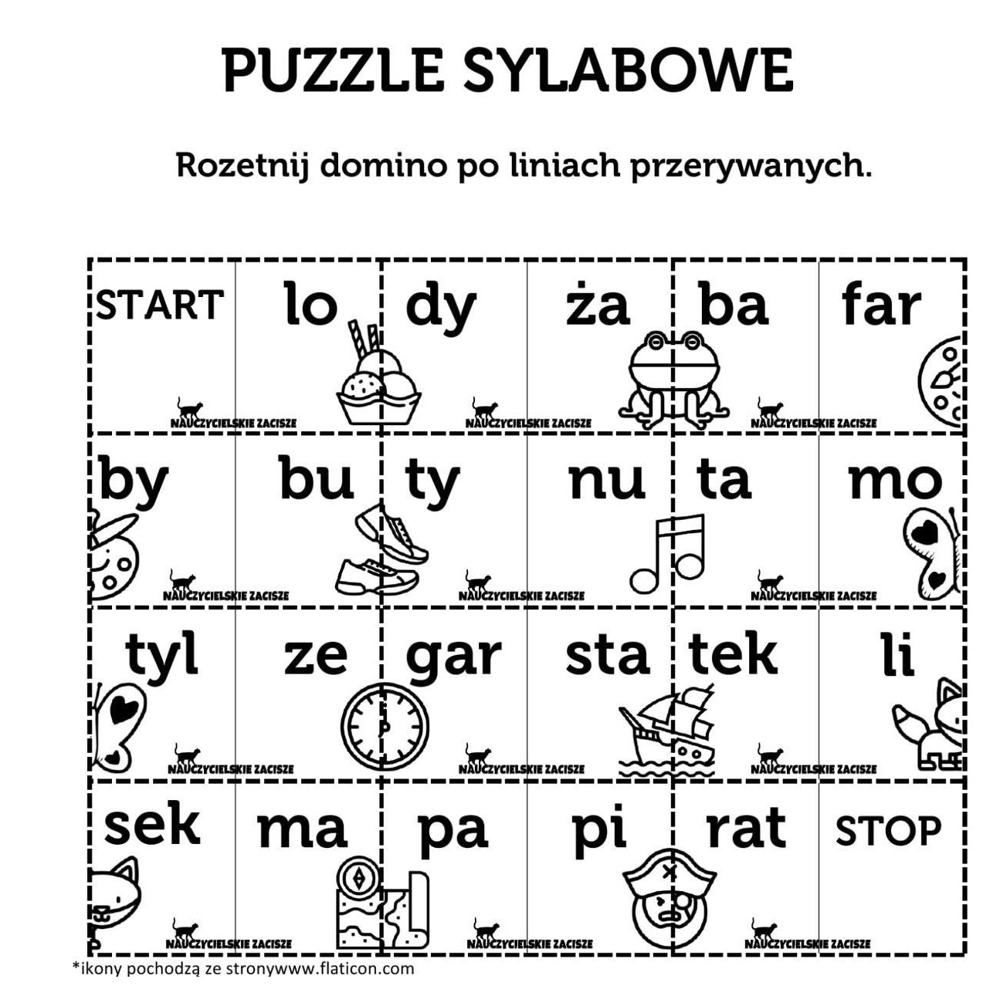 PUZZLE SYLABOWE
Rozetnij domino po liniach przerywanych.
START lo dy ża ba far
NAUCZYCIELSKIE ZACISZE NAUCZYCIELSKIE ZACISZE NAUCZYCIELSKIE ZACISZE
by bu ty nu ta mo
NAUCZYCIELSKIE ZACISZE NAUCZYCIELSKIE ZACISZE NAUCZYCIELSKIE ZACISZE
tyl ze gar sta tek li
NAUCZYCIELSKIE ZACISZE NAUCZYCIELSKIE ZACISZE NAUCZYCIELSKIE ZACISZE
sek ma pa pi rat STOP
NAUCZYCIELSKIE ZACISZE NAUCZYCIELSKIE ZACISZE NAUCZYCIELSKIE ZACISZE
*ikony pochodzą ze stronywww.flaticon.com